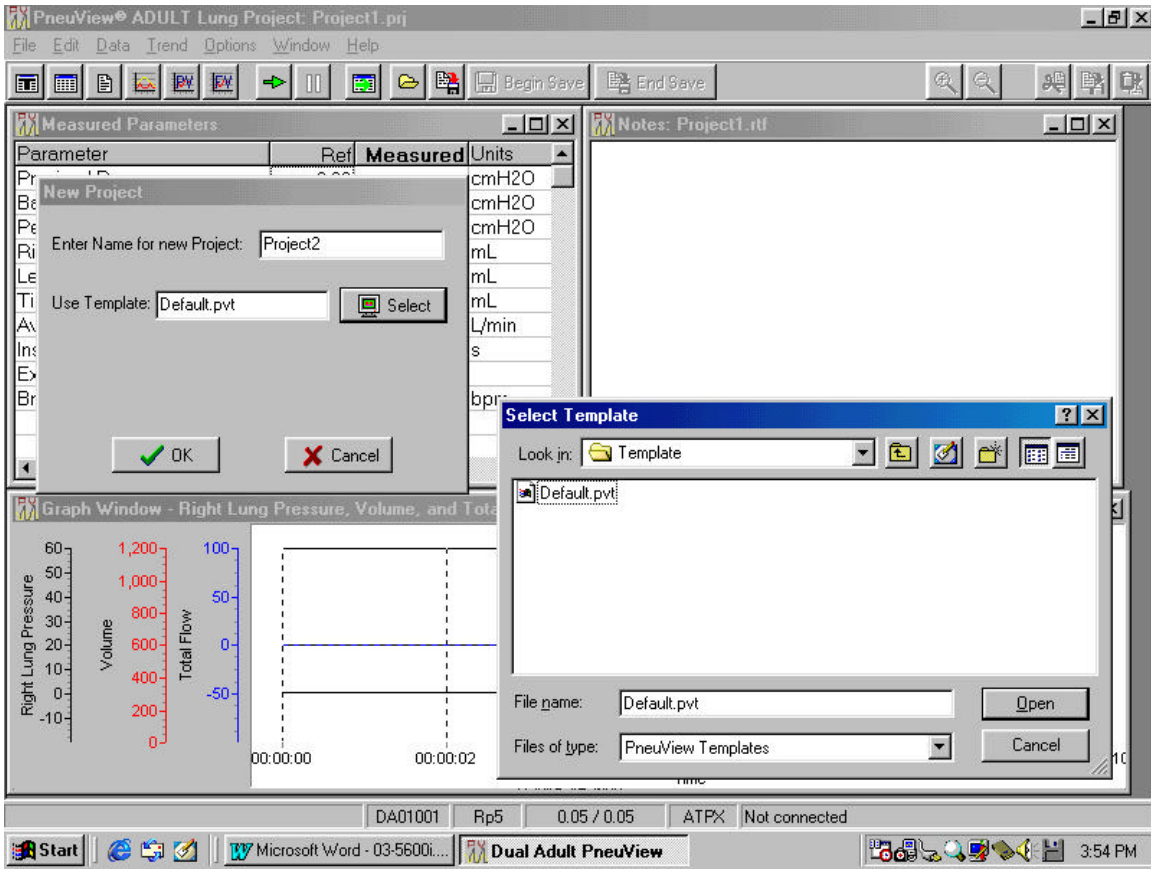 PneuView® ADULT Lung Project: Project1.prj
File Edit Data Trend Options Window Help
Begin Save
End Save
Measured Parameters
Parameter Ref Measured Units
cmH2O
cmH2O
cmH2O
mL
mL
mL
L/min
s
bpm
New Project
Enter Name for new Project: Project2
Use Template: Default.pvt Select
OK Cancel
Notes: Project1.rtf
Select Template
Look in: Template
Default.pvt
File name: Default.pvt Open
Files of type: PneuView Templates Cancel
Graph Window - Right Lung Pressure, Volume, and Tota
Right Lung Pressure
60
50
40
30
20
10
0
-10
Volume
1,200
1,000
800
600
400
200
0
Total Flow
100
50
0
-50
00:00:00 00:00:02
Time
DA01001 Rp5 0.05 / 0.05 ATPX Not connected
Start Microsoft Word - 03-5600i.... Dual Adult PneuView 3:54 PM